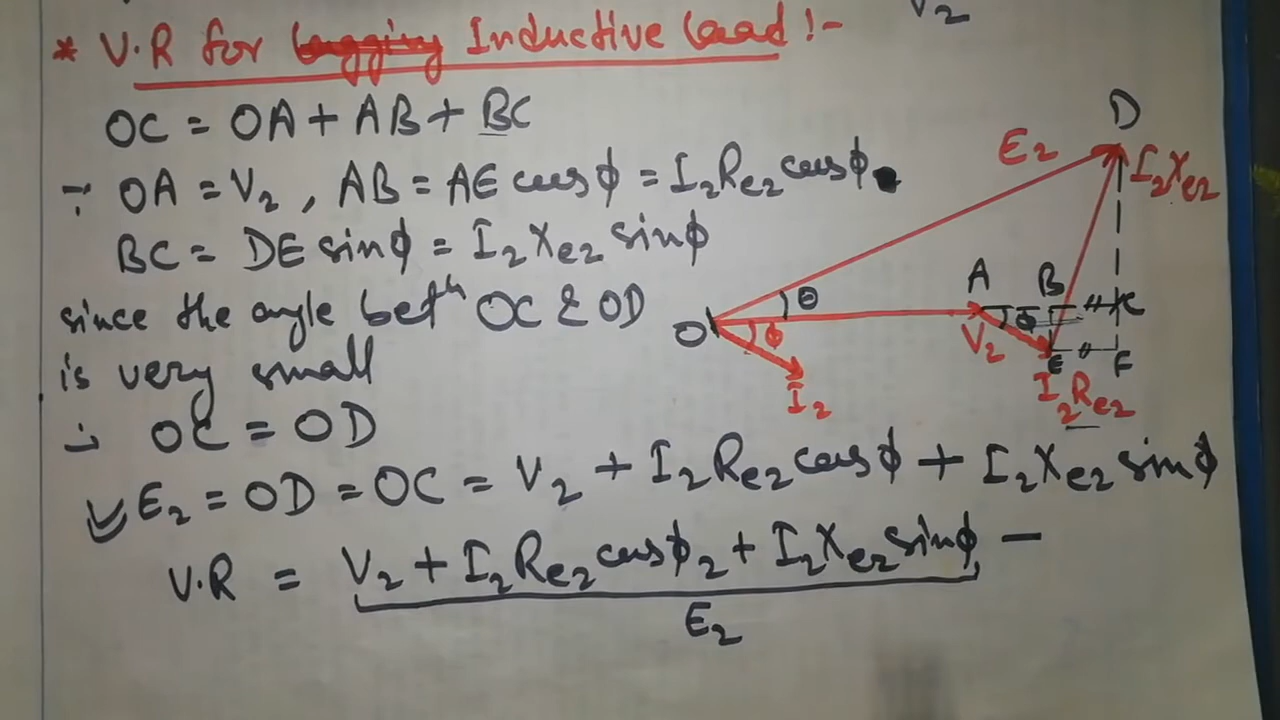 V2
* V.R for Inductive Load :-
OC = OA + AB + BC
∵ OA = V2 , AB = AE cos ϕ = I2Re2 cos ϕ
BC = DE sin ϕ = I2Xe2 sin ϕ
since the angle betn OC & OD
is very small
∴ OC = OD
E2 = OD = OC = V2 + I2Re2 cos ϕ + I2Xe2 sin ϕ
V.R = V2 + I2Re2 cos ϕ2 + I2Xe2 sin ϕ –
E2
D
E2
I2Xe2
A
B
C
θ
O
ϕ
ϕ
V2
E
F
I2
I2Re2